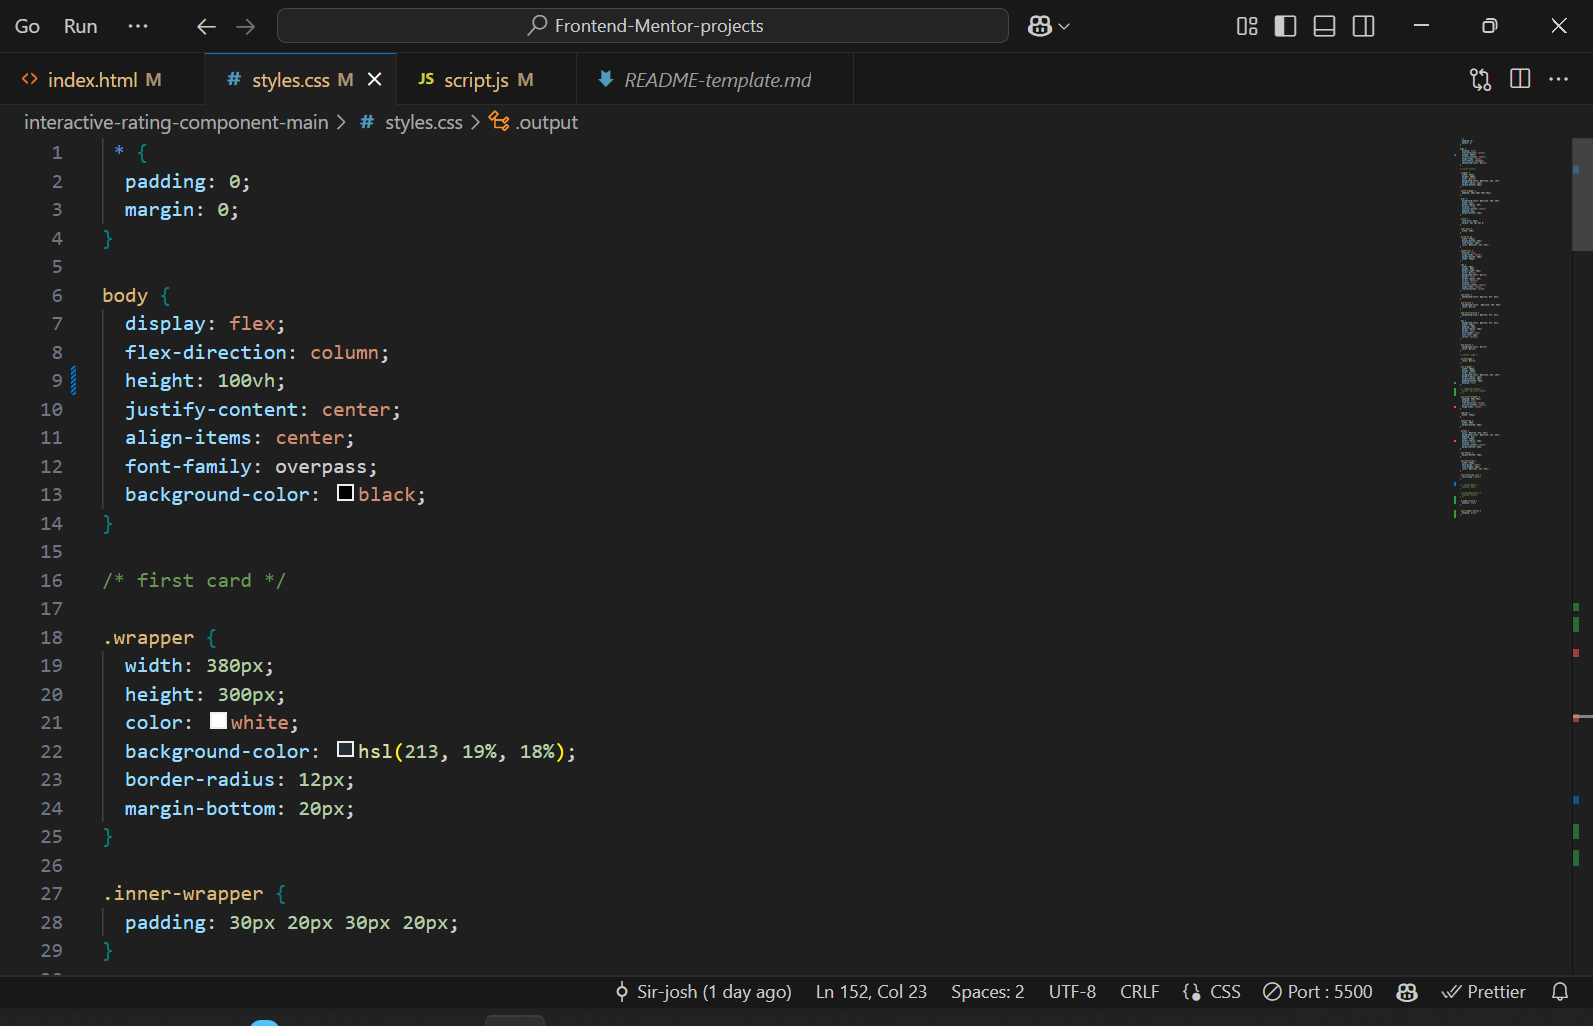 Go Run ··· Frontend-Mentor-projects
index.html M # styles.css M JS script.js M README-template.md
interactive-rating-component-main > # styles.css > .output
1 * {
2 padding: 0;
3 margin: 0;
4 }
5
6 body {
7 display: flex;
8 flex-direction: column;
9 height: 100vh;
10 justify-content: center;
11 align-items: center;
12 font-family: overpass;
13 background-color: black;
14 }
15
16 /* first card */
17
18 .wrapper {
19 width: 380px;
20 height: 300px;
21 color: white;
22 background-color: hsl(213, 19%, 18%);
23 border-radius: 12px;
24 margin-bottom: 20px;
25 }
26
27 .inner-wrapper {
28 padding: 30px 20px 30px 20px;
29 }
Sir-josh (1 day ago) Ln 152, Col 23 Spaces: 2 UTF-8 CRLF {} CSS Port : 5500 Prettier